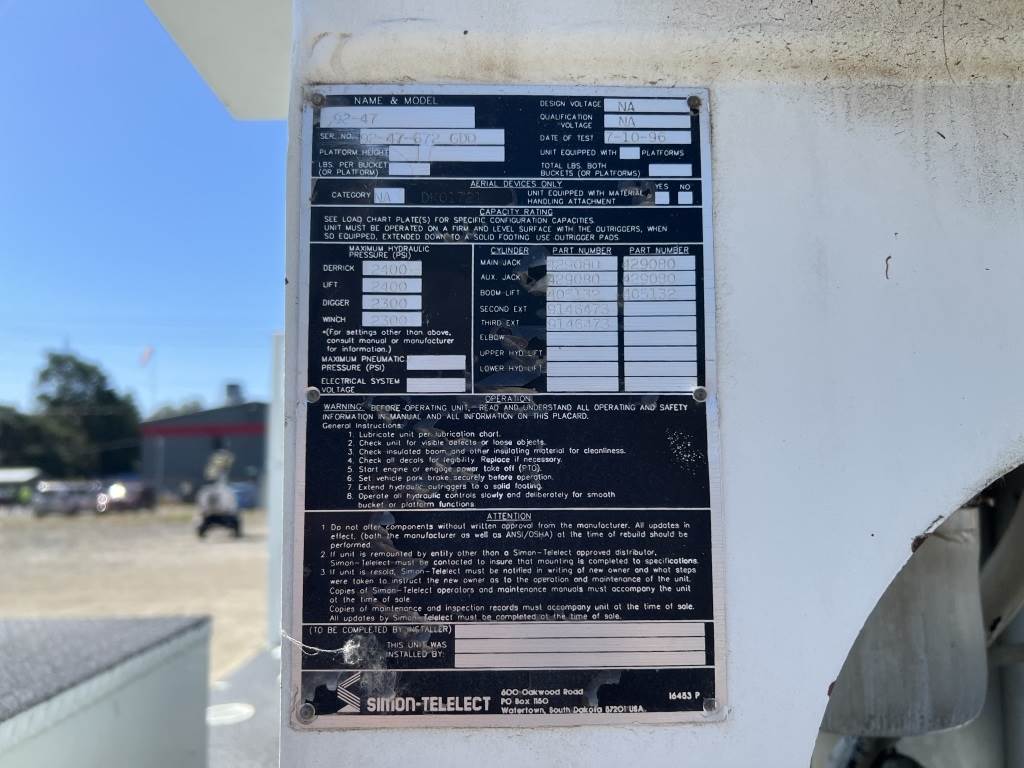 NAME & MODEL
92-47
SER. NO. 92-47-672 GDO
PLATFORM HEIGHT
LBS. PER BUCKET
(OR PLATFORM)
DESIGN VOLTAGE NA
QUALIFICATION
VOLTAGE NA
DATE OF TEST 7-10-96
UNIT EQUIPPED WITH PLATFORMS
TOTAL LBS. BOTH
BUCKETS (OR PLATFORMS)
AERIAL DEVICES ONLY
CATEGORY NA
UNIT EQUIPPED WITH MATERIAL
HANDLING ATTACHMENT
YES NO
CAPACITY RATING
SEE LOAD CHART PLATE(S) FOR SPECIFIC CONFIGURATION CAPACITIES.
UNIT MUST BE OPERATED ON A FIRM AND LEVEL SURFACE WITH THE OUTRIGGERS, WHEN
SO EQUIPPED, EXTENDED DOWN TO A SOLID FOOTING USE OUTRIGGER PADS
MAXIMUM HYDRAULIC
PRESSURE (PSI)
DERRICK 2400
LIFT 2400
DIGGER 2300
WINCH 2300
*(For settings other than above,
consult manual or manufacturer
for information.)
MAXIMUM PNEUMATIC
PRESSURE (PSI)
ELECTRICAL SYSTEM
VOLTAGE
CYLINDER PART NUMBER PART NUMBER
MAIN JACK 429080 429080
AUX. JACK 429080 429080
BOOM LIFT 405132 405132
SECOND EXT 9146473
THIRD EXT 9146473
ELBOW
UPPER HYD LIFT
LOWER HYD LIFT
OPERATION
WARNING: BEFORE OPERATING UNIT, READ AND UNDERSTAND ALL OPERATING AND SAFETY
INFORMATION IN MANUAL AND ALL INFORMATION ON THIS PLACARD.
General Instructions:
1. Lubricate unit per lubrication chart.
2. Check unit for visible defects or loose objects.
3. Check insulated boom and other insulating material for cleanliness.
4. Check all decals for legibility. Replace if necessary.
5. Start engine or engage power take off (PTO).
6. Set vehicle park brake securely before operation.
7. Extend hydraulic outriggers to a solid footing.
8. Operate all hydraulic controls slowly and deliberately for smooth
bucket or platform functions
ATTENTION
1 Do not alter components without written approval from the manufacturer. All updates in
effect, (both the manufacturer as well as ANSI/OSHA) at the time of rebuild should be
performed.
2. If unit is remounted by entity other than a Simon-Telelect approved distributor,
Simon-Telelect must be contacted to insure that mounting is completed to specifications.
3 If unit is resold, Simon-Telelect must be notified in writing of new owner and what steps
were taken to instruct the new owner as to the operation and maintenance of the unit.
Copies of Simon-Telelect operators and maintenance manuals must accompany the unit
at the time of sale.
Copies of maintenance and inspection records must accompany unit at the time of sale.
All updates by Simon-Telelect must be completed at the time of sale.
(TO BE COMPLETED BY INSTALLER)
THIS UNIT WAS
INSTALLED BY:
SIMON-TELELECT
600 Oakwood Road
PO Box 1150
Watertown, South Dakota 57201 USA
16453 P